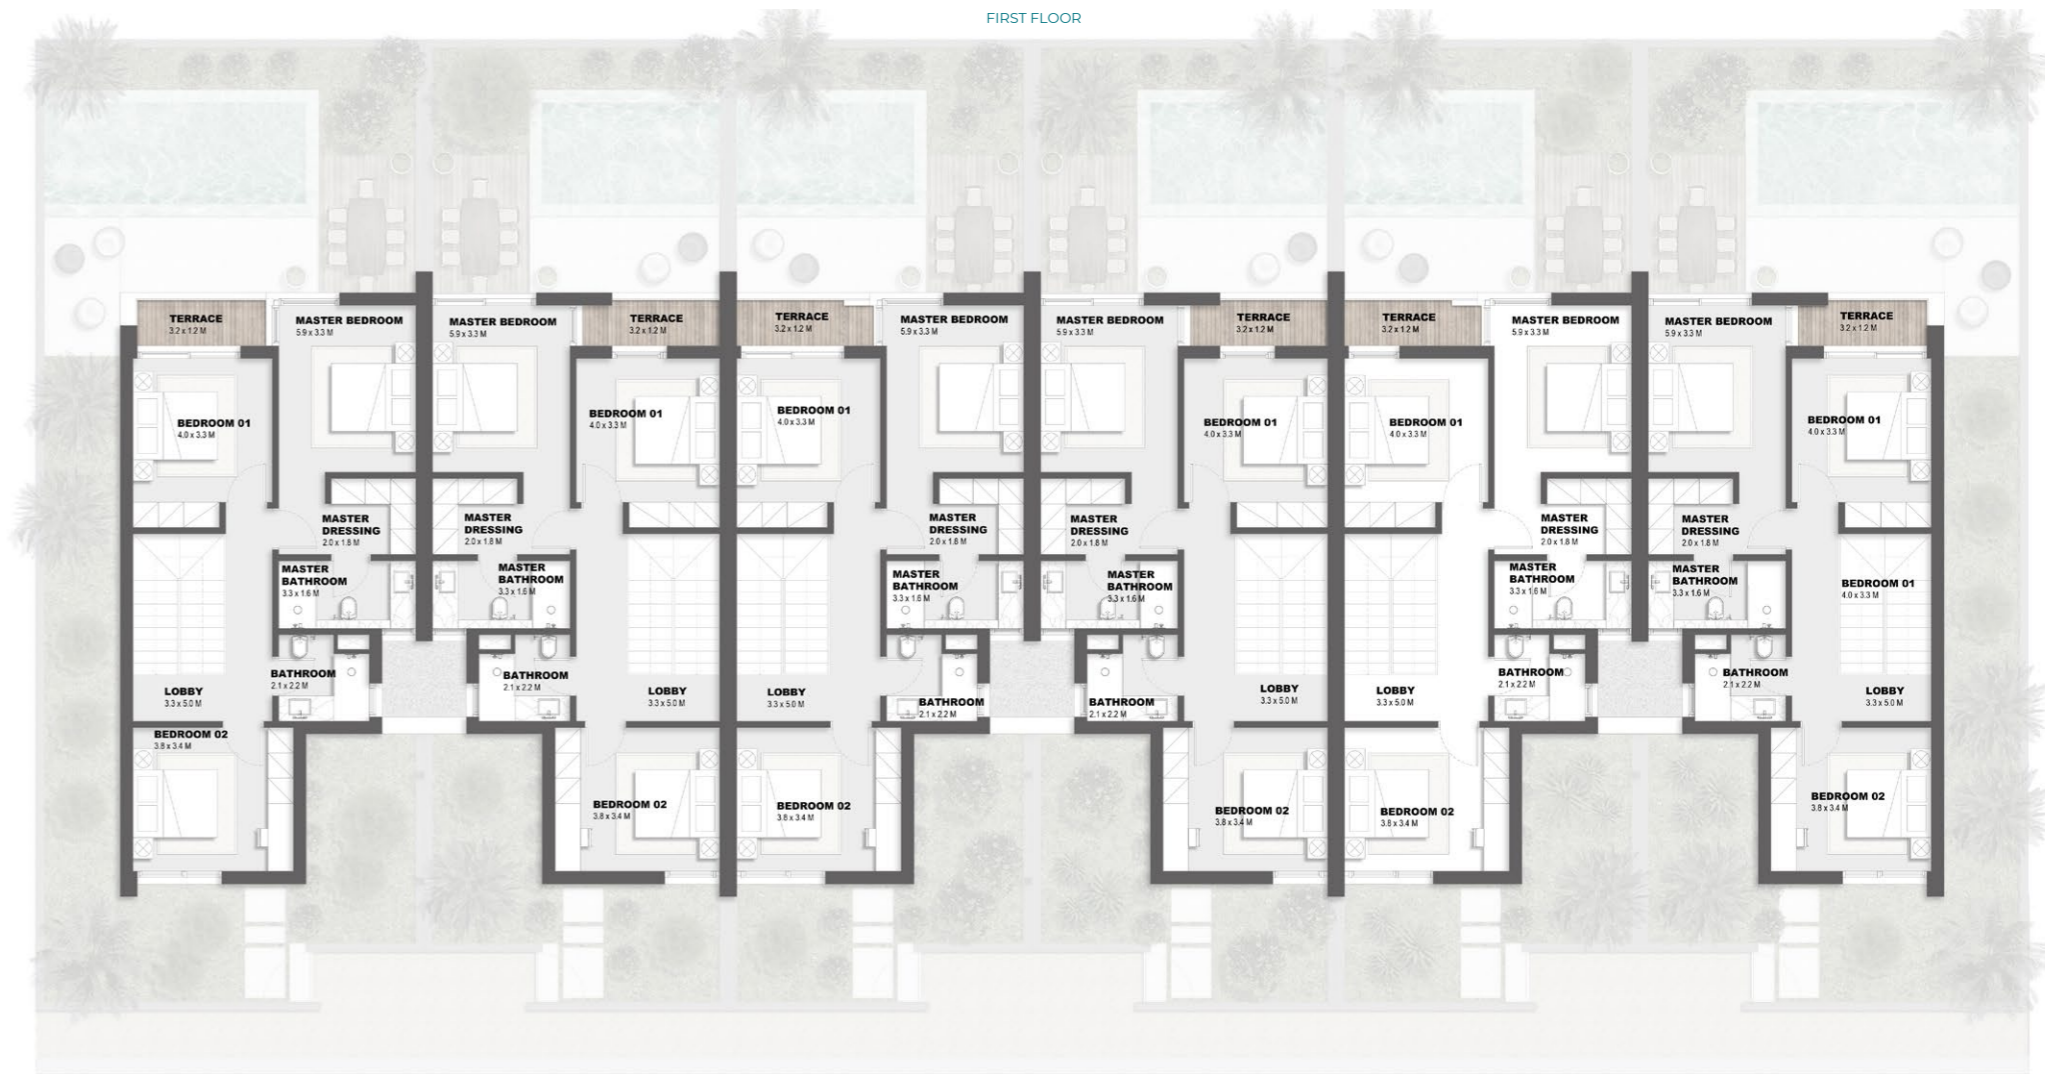 FIRST FLOOR
TERRACE
3.2 x 1.2 M
MASTER BEDROOM
5.9 x 3.3 M
BEDROOM 01
4.0 x 3.3 M
MASTER
DRESSING
2.0 x 1.8 M
MASTER
BATHROOM
3.3 x 1.6 M
BATHROOM
2.1 x 2.2 M
LOBBY
3.3 x 5.0 M
BEDROOM 02
3.8 x 3.4 M
MASTER BEDROOM
5.9 x 3.3 M
TERRACE
3.2 x 1.2 M
BEDROOM 01
4.0 x 3.3 M
MASTER
DRESSING
2.0 x 1.8 M
MASTER
BATHROOM
3.3 x 1.6 M
BATHROOM
2.1 x 2.2 M
LOBBY
3.3 x 5.0 M
BEDROOM 02
3.8 x 3.4 M
TERRACE
3.2 x 1.2 M
MASTER BEDROOM
5.9 x 3.3 M
BEDROOM 01
4.0 x 3.3 M
MASTER
DRESSING
2.0 x 1.8 M
MASTER
BATHROOM
3.3 x 1.6 M
LOBBY
3.3 x 5.0 M
BATHROOM
2.1 x 2.2 M
BEDROOM 02
3.8 x 3.4 M
MASTER BEDROOM
5.9 x 3.3 M
TERRACE
3.2 x 1.2 M
BEDROOM 01
4.0 x 3.3 M
MASTER
DRESSING
2.0 x 1.8 M
MASTER
BATHROOM
3.3 x 1.6 M
LOBBY
3.3 x 5.0 M
BATHROOM
2.1 x 2.2 M
BEDROOM 02
3.8 x 3.4 M
TERRACE
3.2 x 1.2 M
MASTER BEDROOM
5.9 x 3.3 M
BEDROOM 01
4.0 x 3.3 M
MASTER
DRESSING
2.0 x 1.8 M
MASTER
BATHROOM
3.3 x 1.6 M
BATHROOM
2.1 x 2.2 M
LOBBY
3.3 x 5.0 M
BEDROOM 02
3.8 x 3.4 M
MASTER BEDROOM
5.9 x 3.3 M
TERRACE
3.2 x 1.2 M
BEDROOM 01
4.0 x 3.3 M
MASTER
DRESSING
2.0 x 1.8 M
MASTER
BATHROOM
3.3 x 1.6 M
BEDROOM 01
4.0 x 3.3 M
BATHROOM
2.1 x 2.2 M
LOBBY
3.3 x 5.0 M
BEDROOM 02
3.8 x 3.4 M